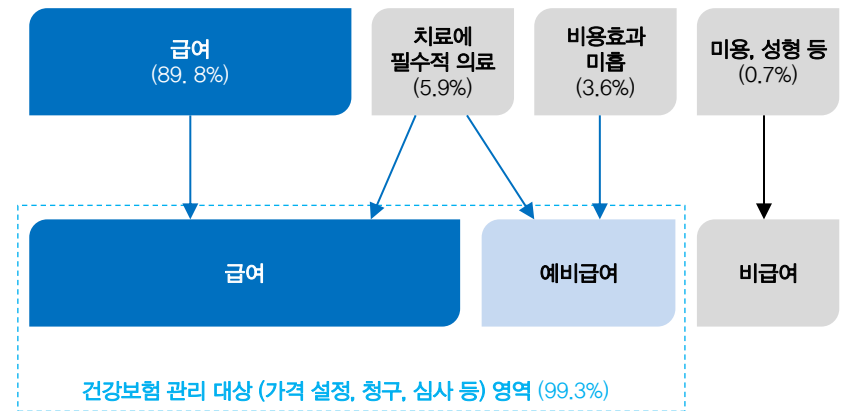 급여
(89. 8%)
치료에
필수적 의료
(5.9%)
비용효과
미흡
(3.6%)
미용, 성형 등
(0.7%)
급여
예비급여
비급여
건강보험 관리 대상 (가격 설정, 청구, 심사 등) 영역 (99.3%)